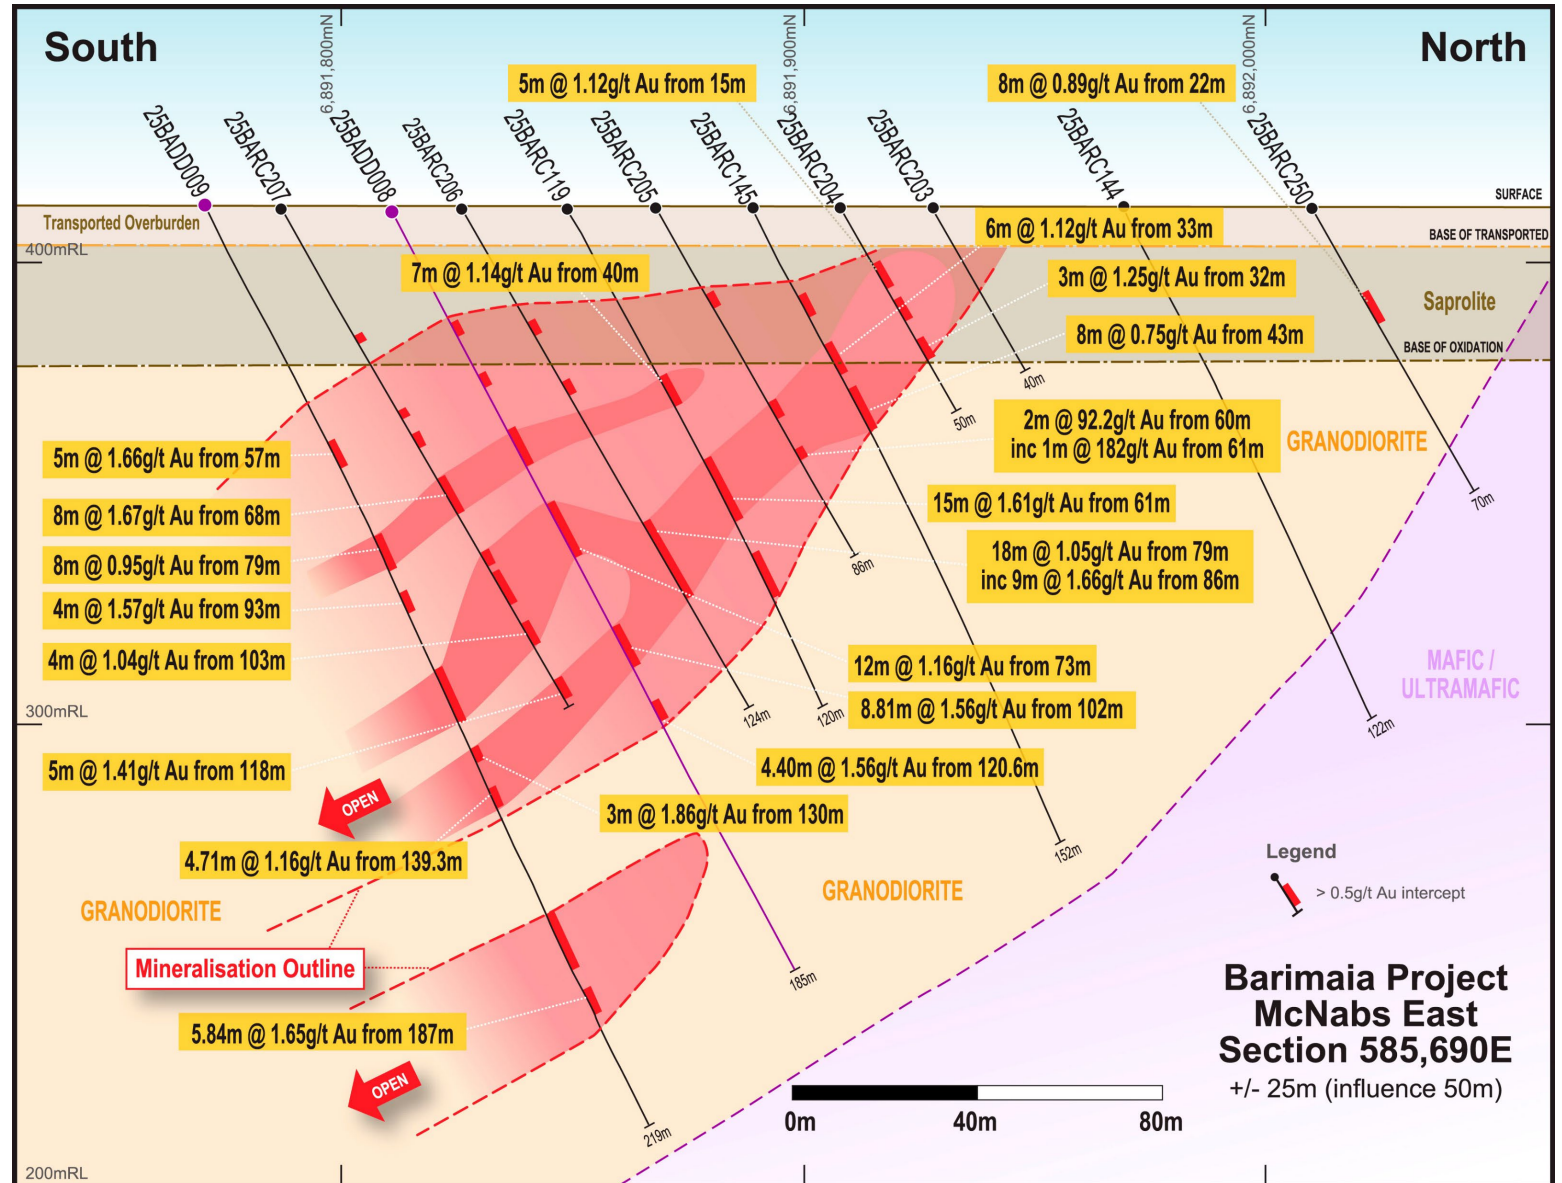 South
North
6,891,800mN
6,891,900mN
6,892,000mN
5m @ 1.12g/t Au from 15m
8m @ 0.89g/t Au from 22m
25BADD009
25BARC207
25BADD008
25BARC206
25BARC119
25BARC205
25BARC145
25BARC204
25BARC203
25BARC144
25BARC250
SURFACE
Transported Overburden
BASE OF TRANSPORTED
400mRL
6m @ 1.12g/t Au from 33m
7m @ 1.14g/t Au from 40m
3m @ 1.25g/t Au from 32m
Saprolite
8m @ 0.75g/t Au from 43m
BASE OF OXIDATION
40m
50m
2m @ 92.2g/t Au from 60m
inc 1m @ 182g/t Au from 61m
GRANODIORITE
5m @ 1.66g/t Au from 57m
70m
15m @ 1.61g/t Au from 61m
8m @ 1.67g/t Au from 68m
18m @ 1.05g/t Au from 79m
inc 9m @ 1.66g/t Au from 86m
8m @ 0.95g/t Au from 79m
86m
4m @ 1.57g/t Au from 93m
4m @ 1.04g/t Au from 103m
12m @ 1.16g/t Au from 73m
MAFIC /
ULTRAMAFIC
8.81m @ 1.56g/t Au from 102m
300mRL
124m
120m
122m
5m @ 1.41g/t Au from 118m
4.40m @ 1.56g/t Au from 120.6m
OPEN
3m @ 1.86g/t Au from 130m
4.71m @ 1.16g/t Au from 139.3m
152m
Legend
> 0.5g/t Au intercept
GRANODIORITE
GRANODIORITE
Mineralisation Outline
185m
5.84m @ 1.65g/t Au from 187m
OPEN
219m
Barimaia Project
McNabs East
Section 585,690E
+/- 25m (influence 50m)
0m
40m
80m
200mRL